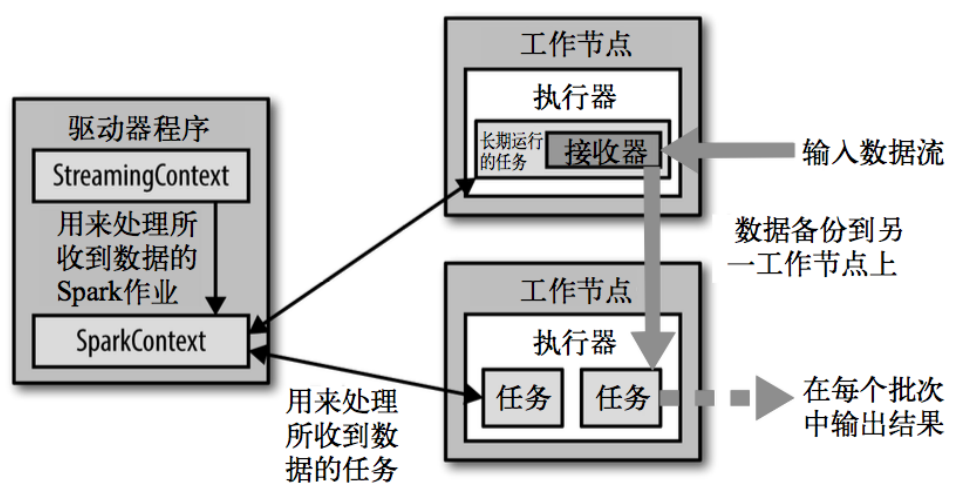 驱动器程序
StreamingContext
用来处理所
收到数据的
Spark作业
SparkContext
工作节点
执行器
长期运行
的任务
接收器
输入数据流
数据备份到另
一工作节点上
工作节点
执行器
任务
任务
用来处理
所收到数
据的任务
在每个批次
中输出结果